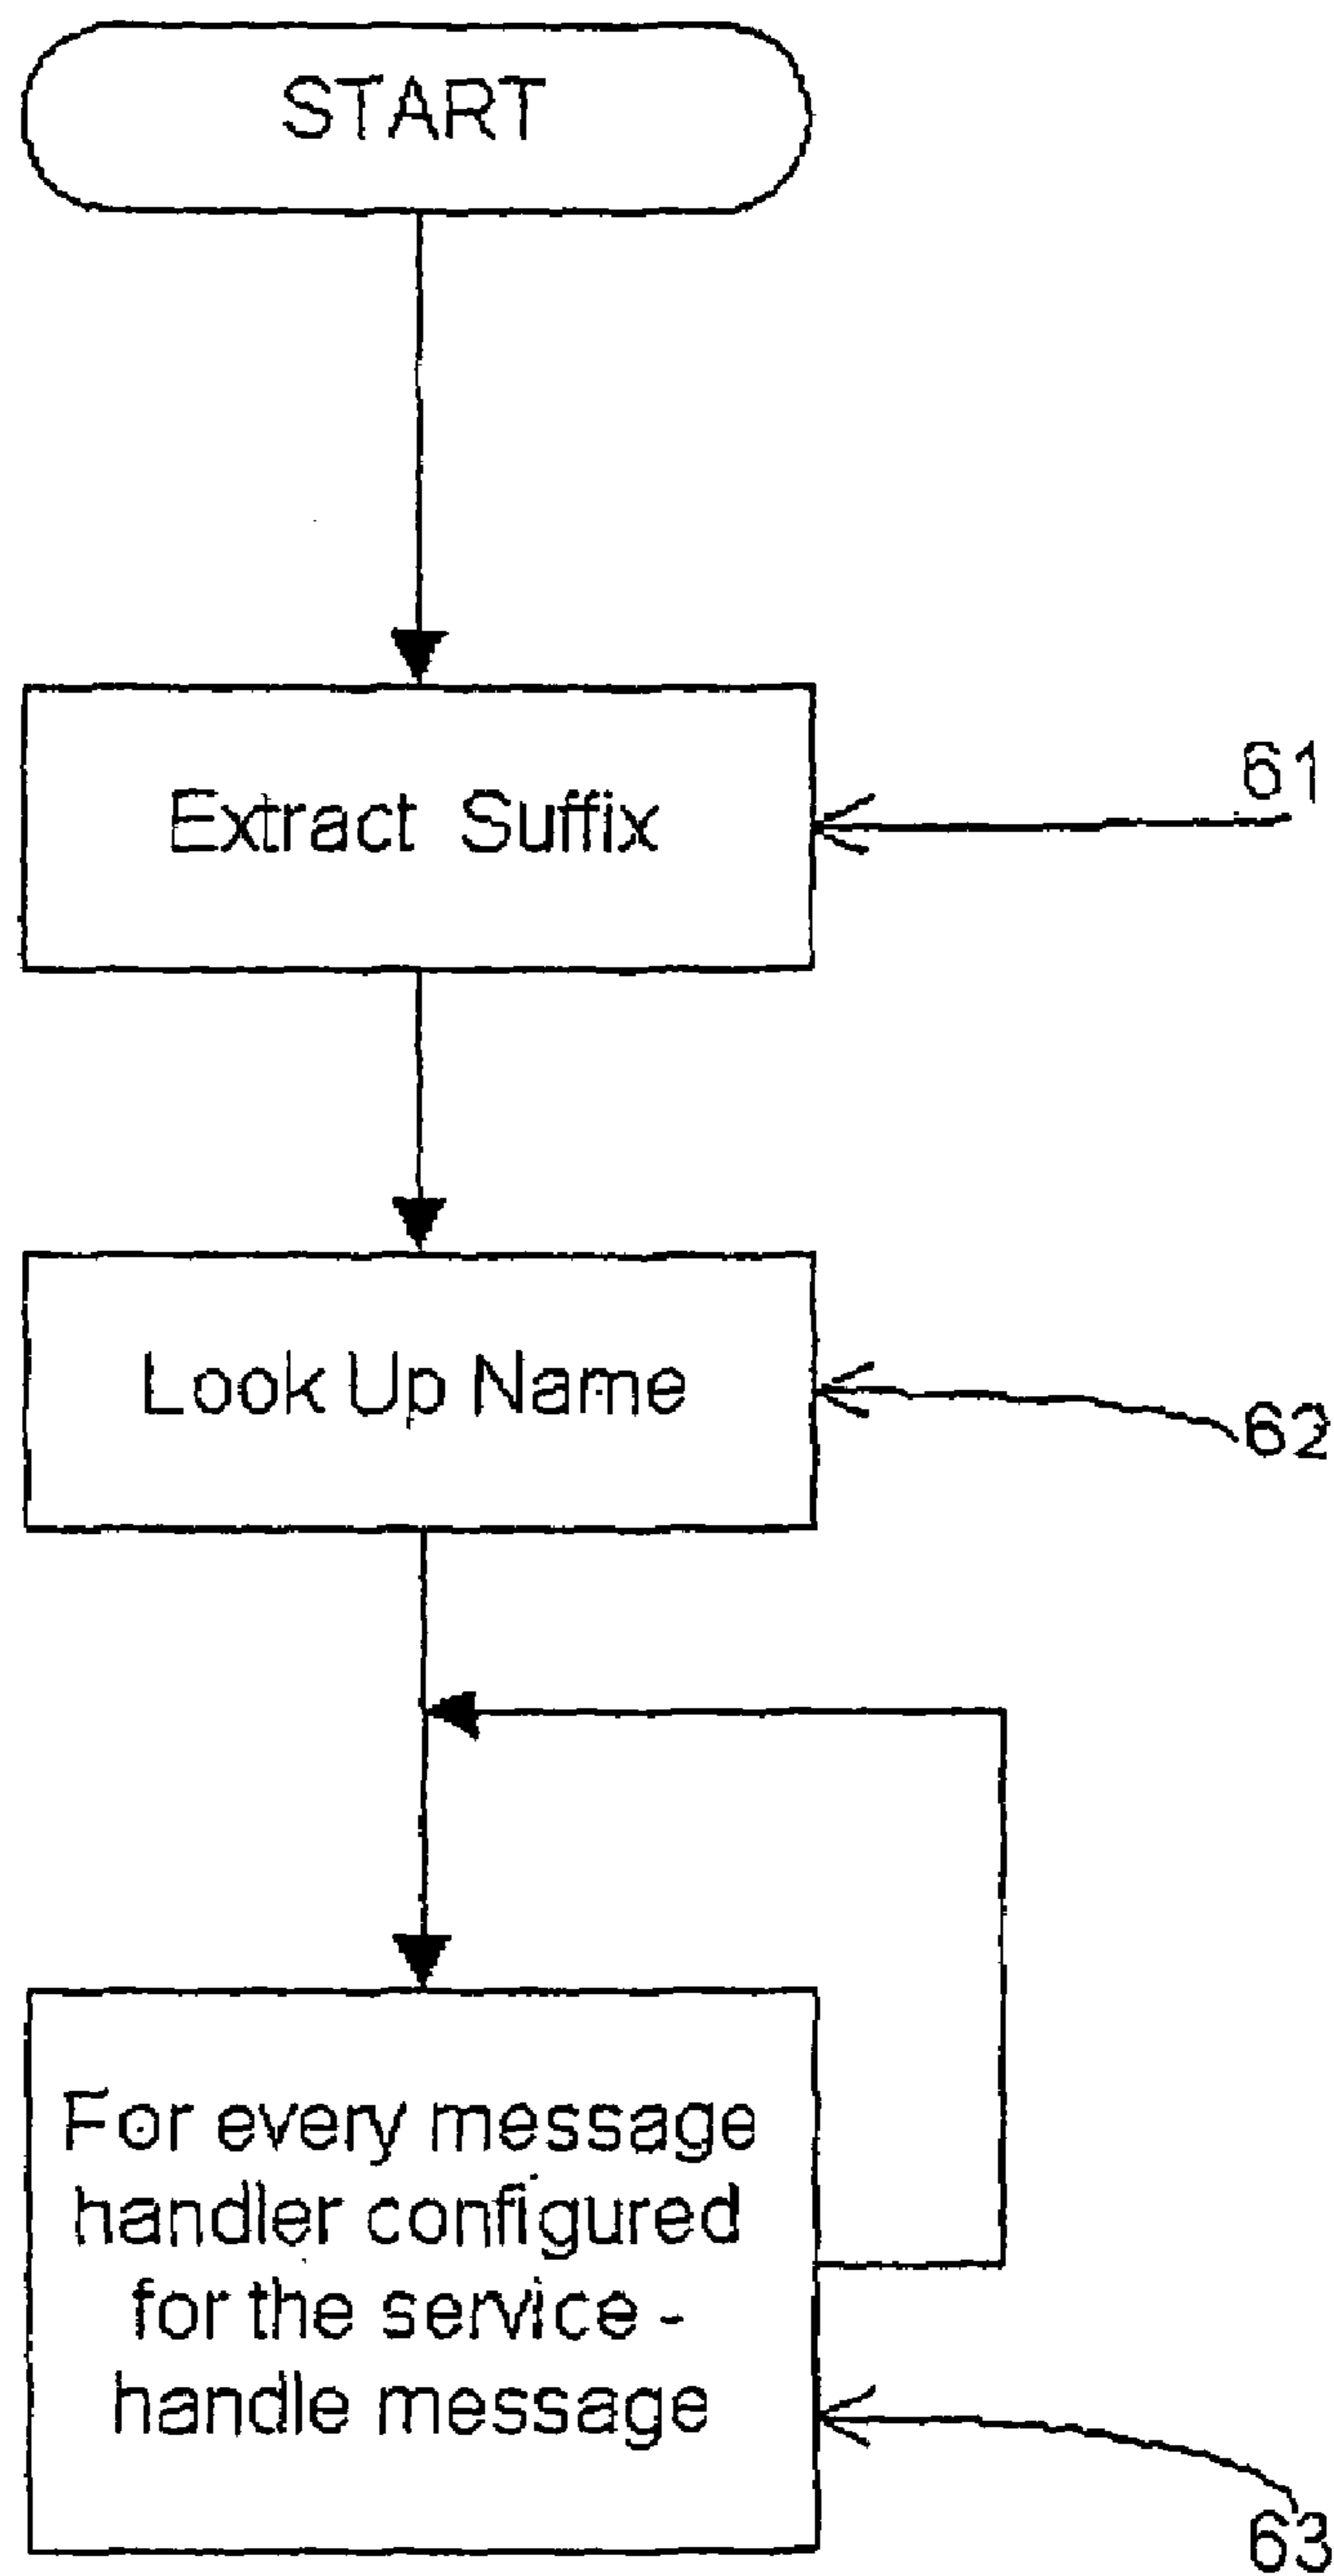 START
Extract Suffix
61
Look Up Name
62
For every message
handler configured
for the service -
handle message
63